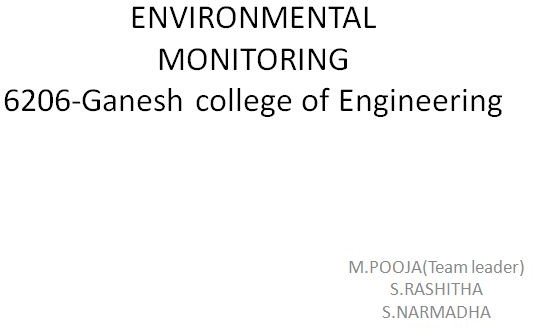 ENVIRONMENTAL
MONITORING
6206-Ganesh college of Engineering
M.POOJA(Team leader)
S.RASHITHA
S.NARMADHA